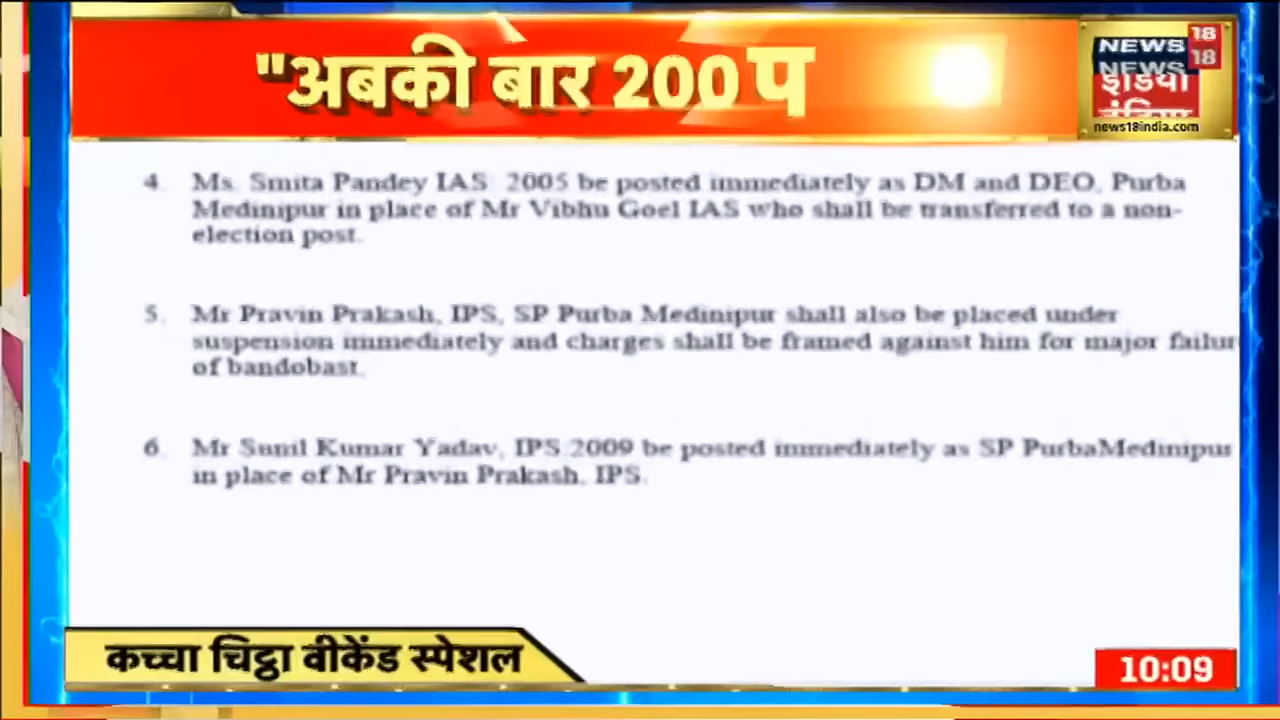 "अबकी बार 200 प
NEWS 18
NEWS 18
इंडिया
news18india.com
4. Ms. Smita Pandey IAS: 2005 be posted immediately as DM and DEO, Purba
Medinipur in place of Mr Vibhu Goel IAS who shall be transferred to a non-
election post.
5. Mr Pravin Prakash, IPS, SP Purba Medinipur shall also be placed under
suspension immediately and charges shall be framed against him for major failur
of bandobast.
6. Mr Sunil Kumar Yadav, IPS:2009 be posted immediately as SP PurbaMedinipur
in place of Mr Pravin Prakash, IPS.
कच्चा चिट्ठा वीकेंड स्पेशल
10:09